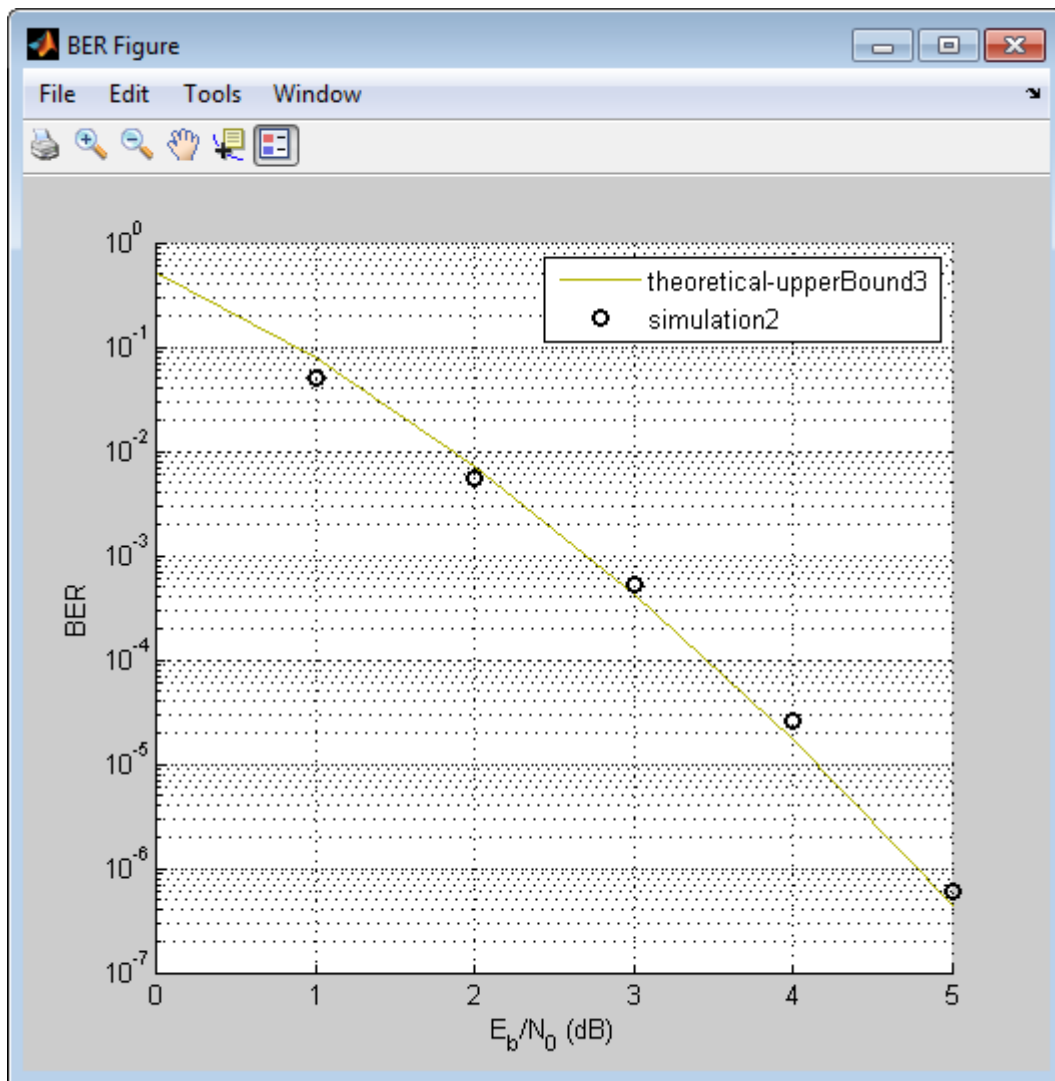 BER Figure
File Edit Tools Window
10^0
10^-1
10^-2
10^-3
10^-4
10^-5
10^-6
10^-7
BER
theoretical-upperBound3
simulation2
0 1 2 3 4 5
E_b/N_0 (dB)